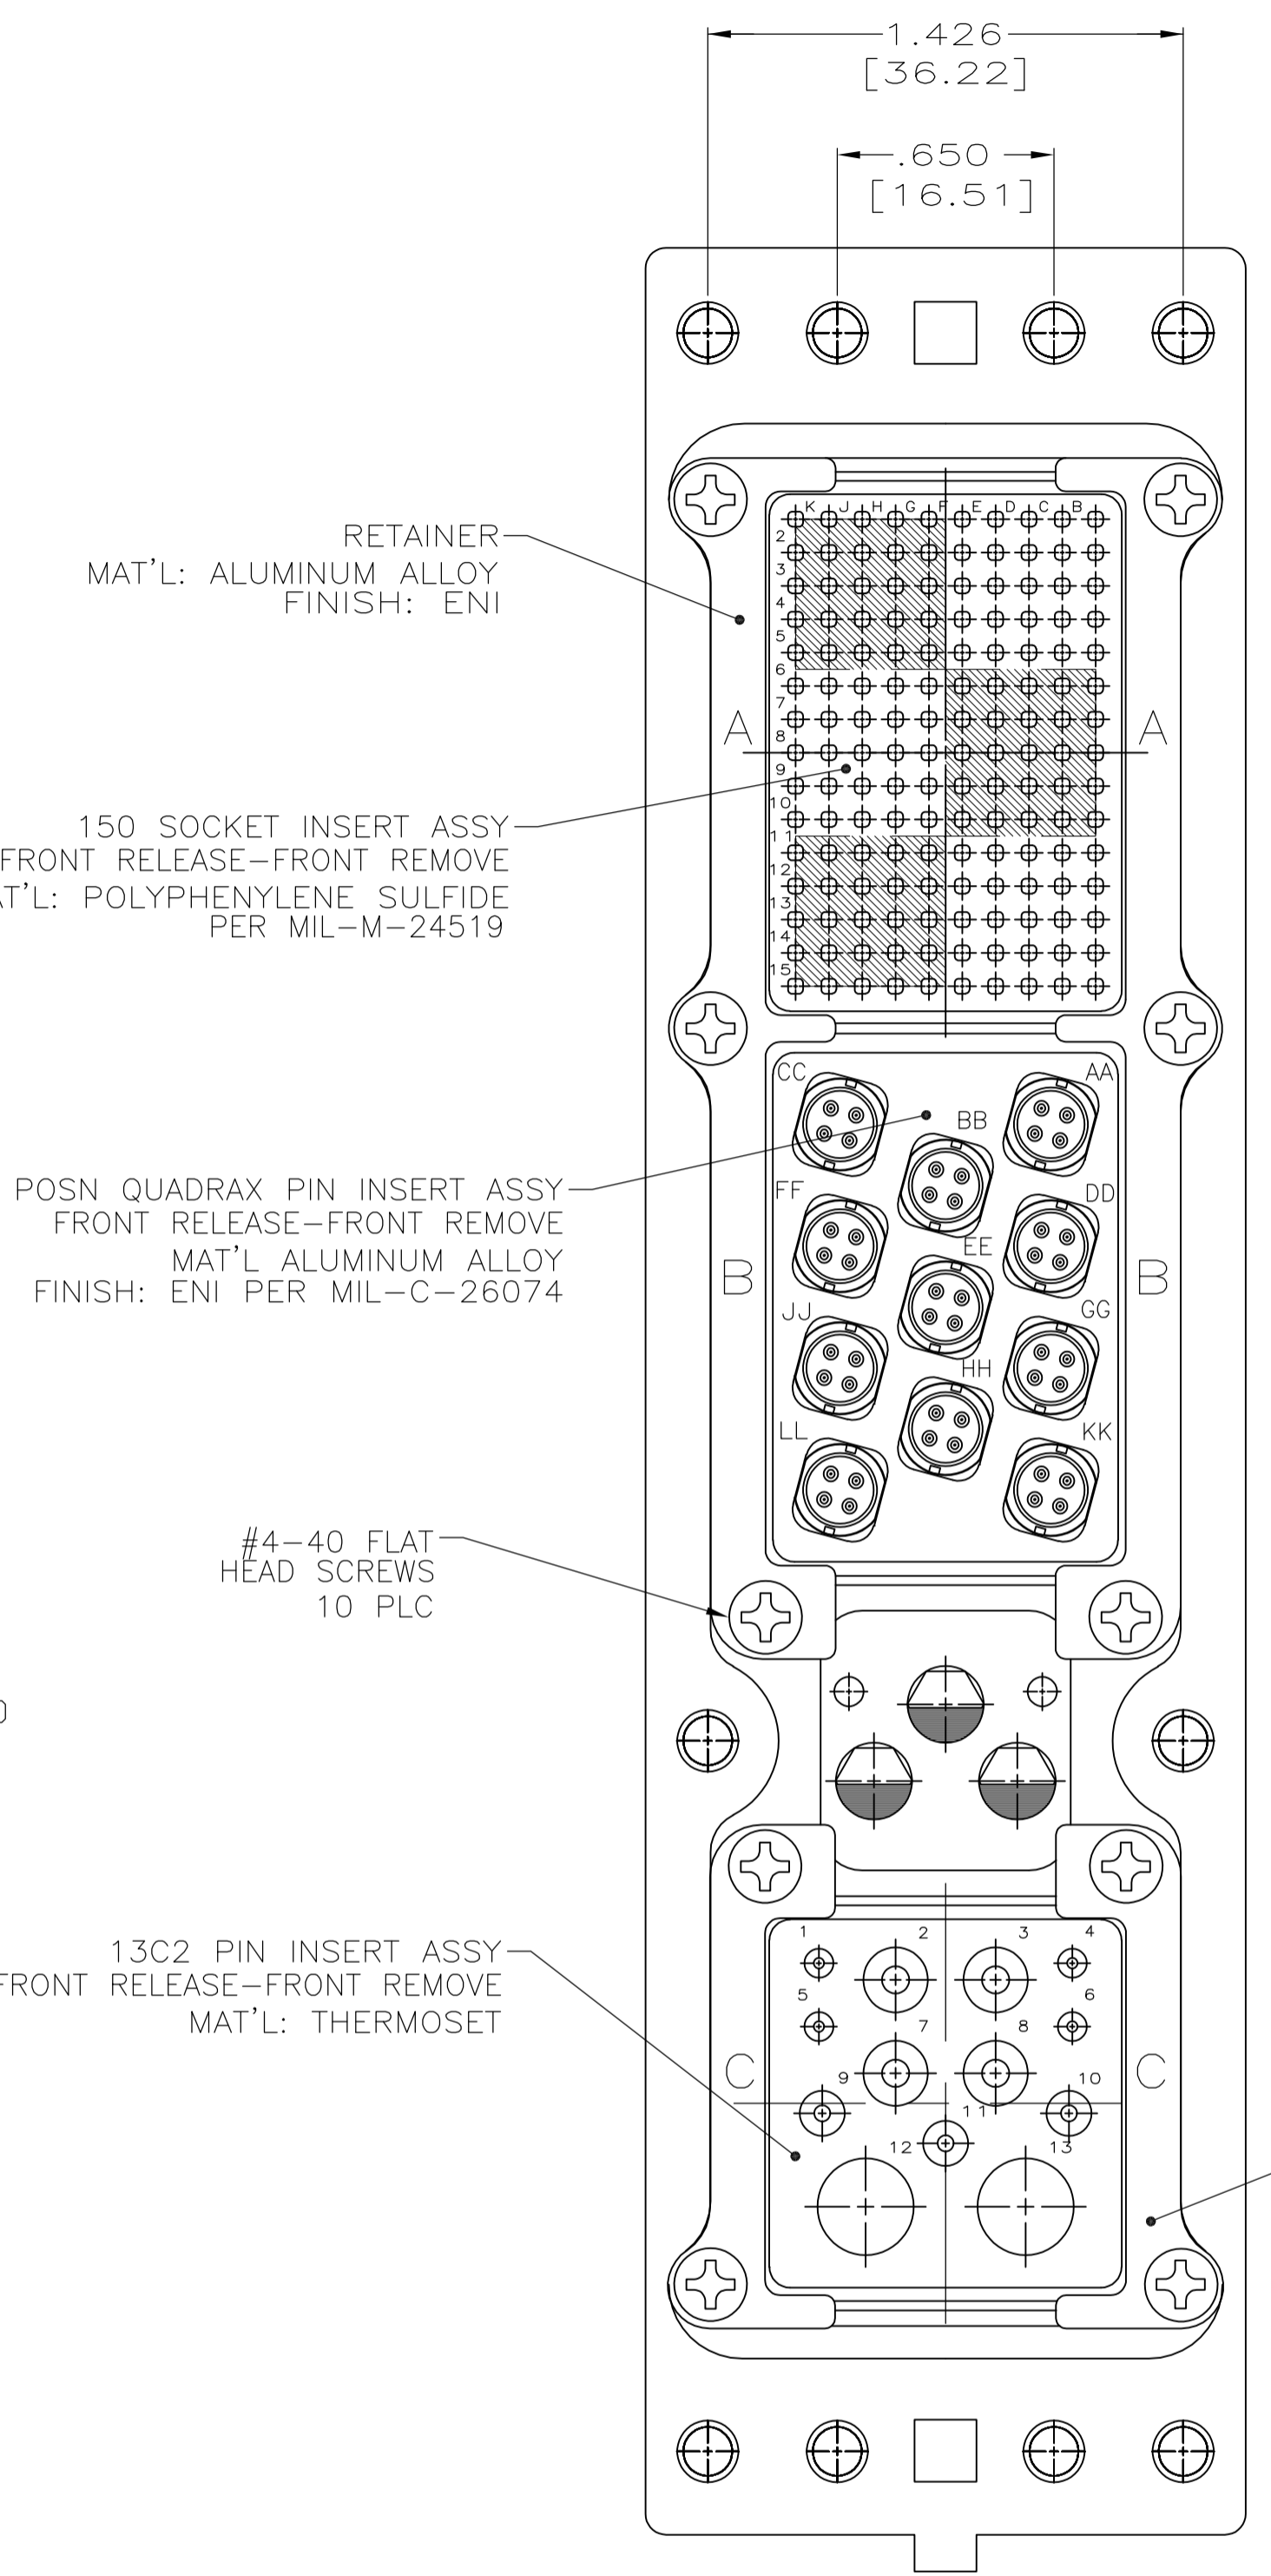 1.426
[36.22]
.650
[16.51]
RETAINER
MAT'L: ALUMINUM ALLOY
FINISH: ENI
K J H G F E D C B
2
3
4
5
6
7
8
9
10
11
12
13
14
15
A A
150 SOCKET INSERT ASSY
FRONT RELEASE-FRONT REMOVE
AT'L: POLYPHENYLENE SULFIDE
PER MIL-M-24519
CC AA
BB
FF DD
EE
B B
JJ GG
HH
LL KK
POSN QUADRAX PIN INSERT ASSY
FRONT RELEASE-FRONT REMOVE
MAT'L ALUMINUM ALLOY
FINISH: ENI PER MIL-C-26074
#4-40 FLAT
HEAD SCREWS
10 PLC
13C2 PIN INSERT ASSY
FRONT RELEASE-FRONT REMOVE
MAT'L: THERMOSET
1 2 3 4
5 6
7 8
C C
9 10
11
12 13